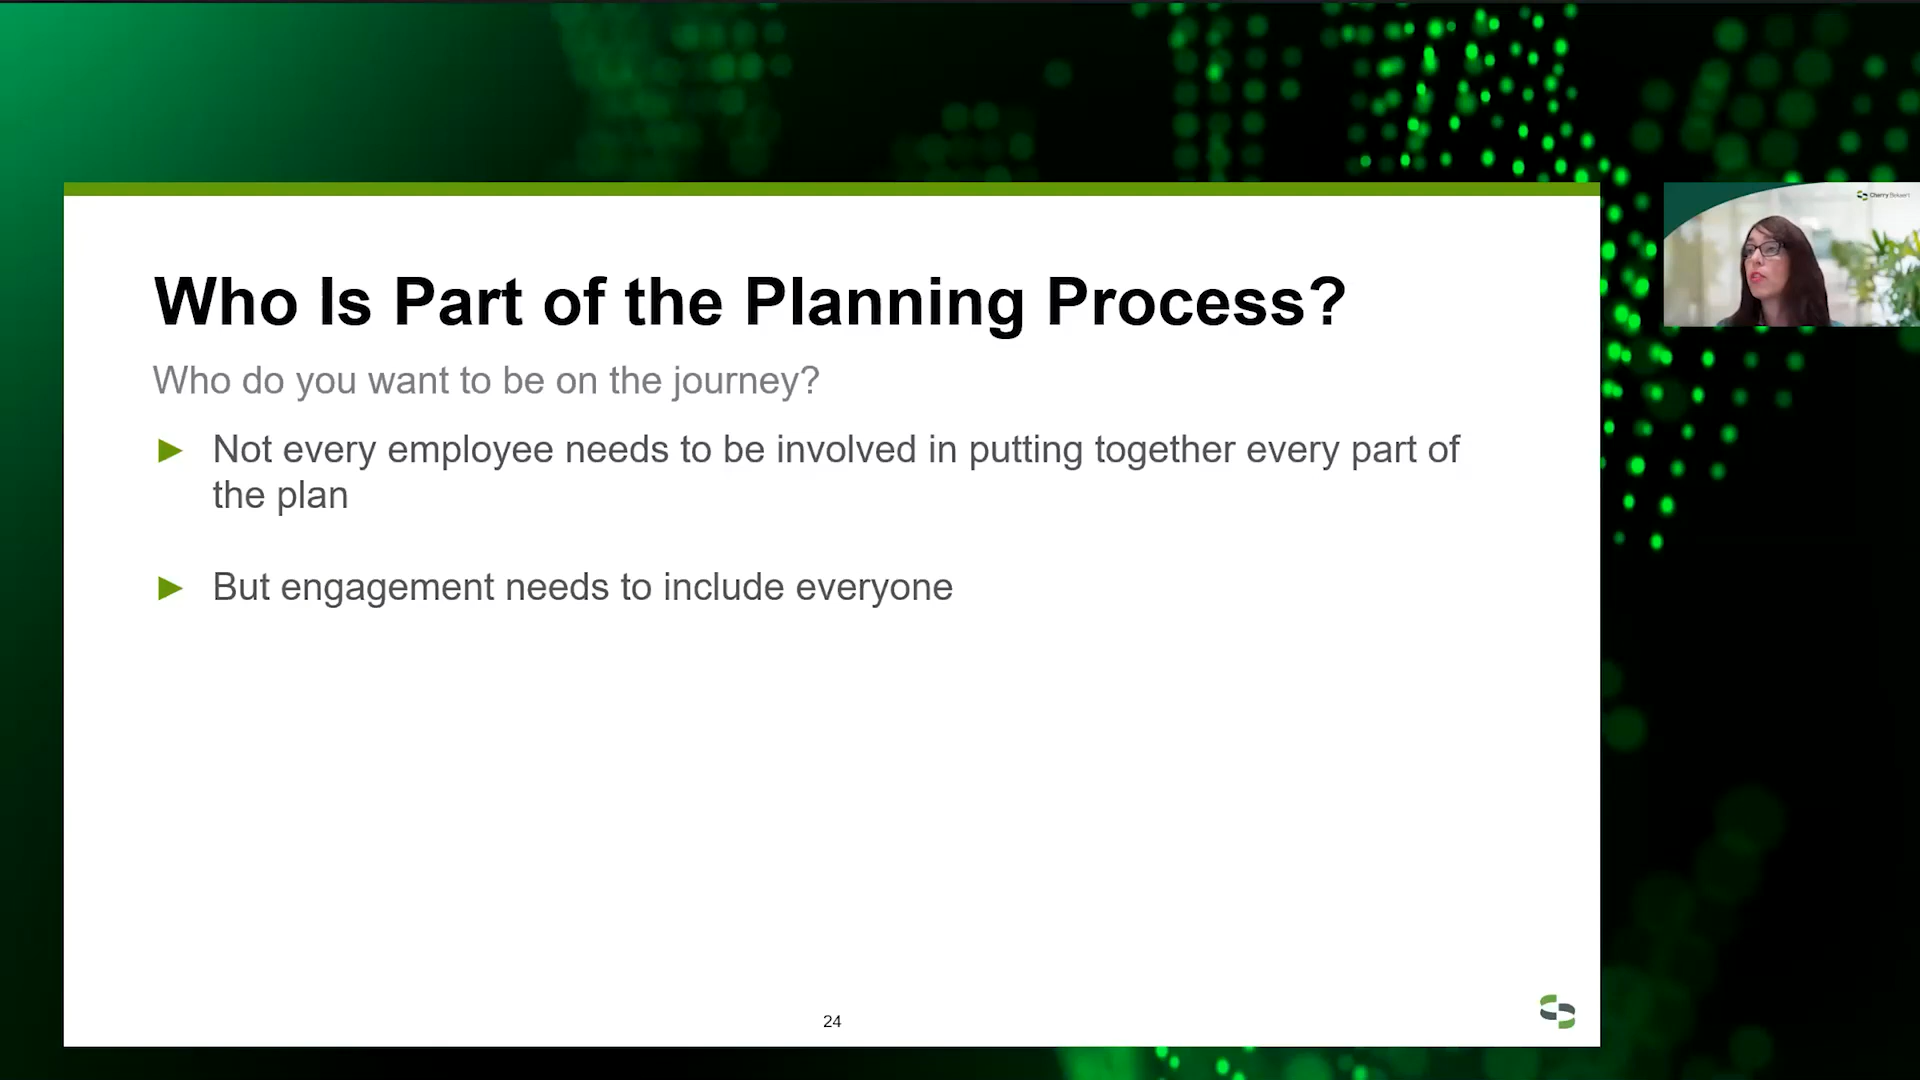 Cherry Bekaert
Who Is Part of the Planning Process?
Who do you want to be on the journey?
Not every employee needs to be involved in putting together every part of
the plan
But engagement needs to include everyone
24